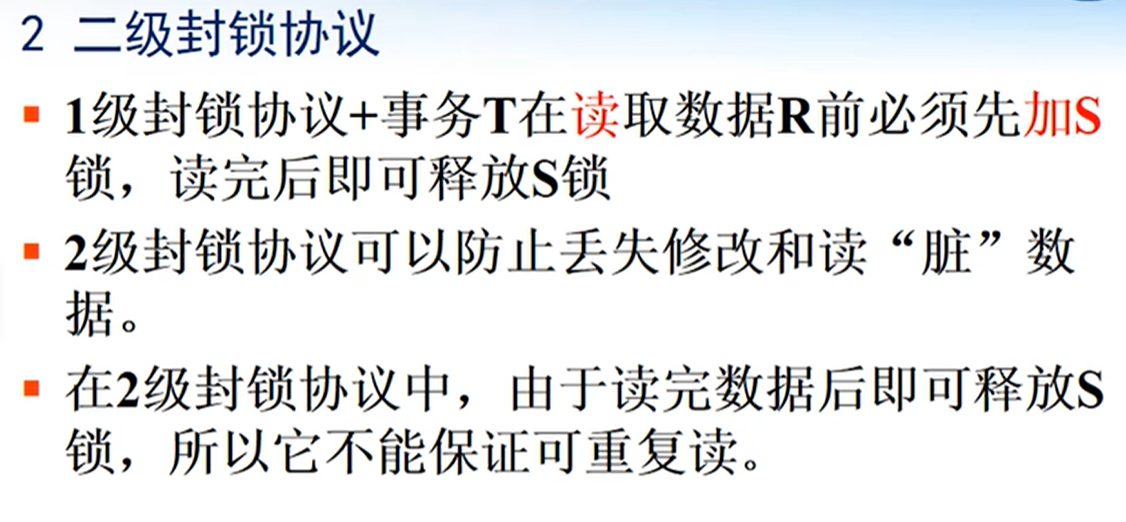 2 二级封锁协议
1级封锁协议+事务T在读取数据R前必须先加S
锁，读完后即可释放S锁
2级封锁协议可以防止丢失修改和读“脏”数
据。
在2级封锁协议中，由于读完数据后即可释放S
锁，所以它不能保证可重复读。